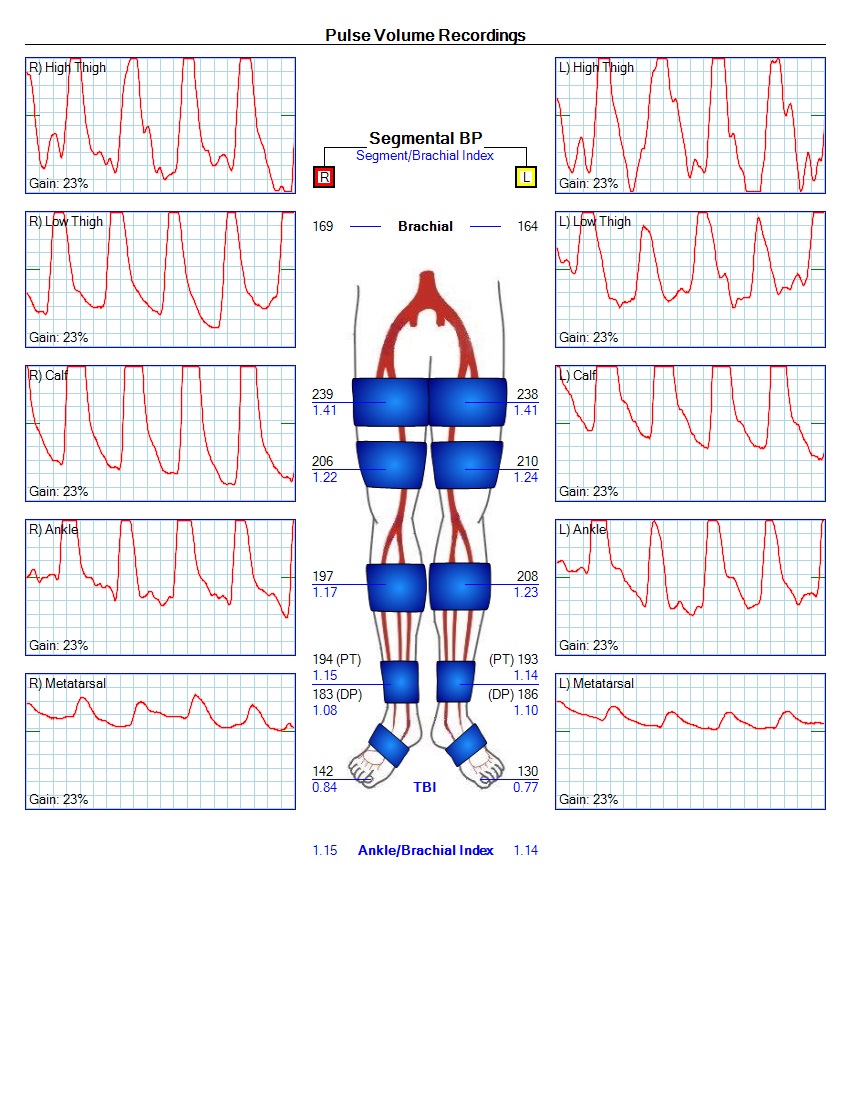 Pulse Volume Recordings
R) High Thigh
Gain: 23%
R) Low Thigh
Gain: 23%
R) Calf
Gain: 23%
R) Ankle
Gain: 23%
R) Metatarsal
Gain: 23%
Segmental BP
Segment/Brachial Index
R L
169 Brachial 164
239 238
1.41 1.41
206 210
1.22 1.24
197 208
1.17 1.23
194 (PT) (PT) 193
1.15 1.14
183 (DP) (DP) 186
1.08 1.10
142 130
0.84 TBI 0.77
1.15 Ankle/Brachial Index 1.14
L) High Thigh
Gain: 23%
L) Low Thigh
Gain: 23%
L) Calf
Gain: 23%
L) Ankle
Gain: 23%
L) Metatarsal
Gain: 23%